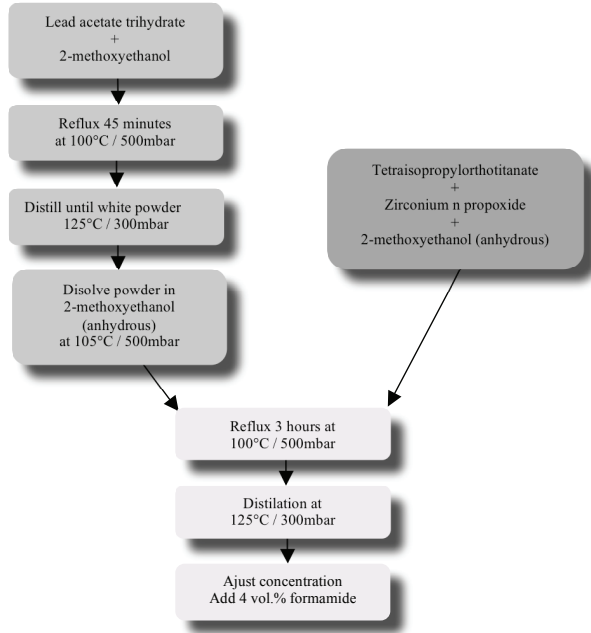 Lead acetate trihydrate
+
2-methoxyethanol
Reflux 45 minutes
at 100°C / 500mbar
Distill until white powder
125°C / 300mbar
Disolve powder in
2-methoxyethanol
(anhydrous)
at 105°C / 500mbar
Tetraisopropylorthotitanate
+
Zirconium n propoxide
+
2-methoxyethanol (anhydrous)
Reflux 3 hours at
100°C / 500mbar
Distilation at
125°C / 300mbar
Ajust concentration
Add 4 vol.% formamide